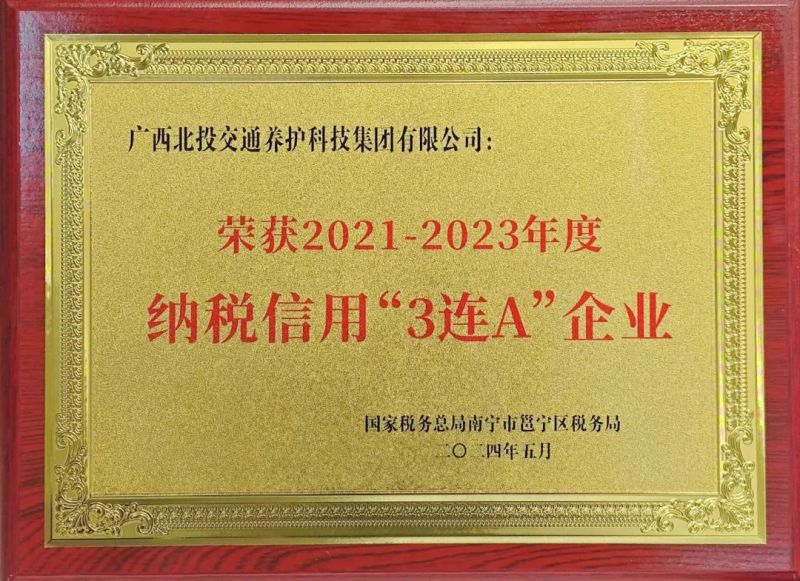 广西北投交通养护科技集团有限公司：
荣获2021-2023年度
纳税信用“3连A”企业
国家税务总局南宁市邕宁区税务局
二〇二四年五月